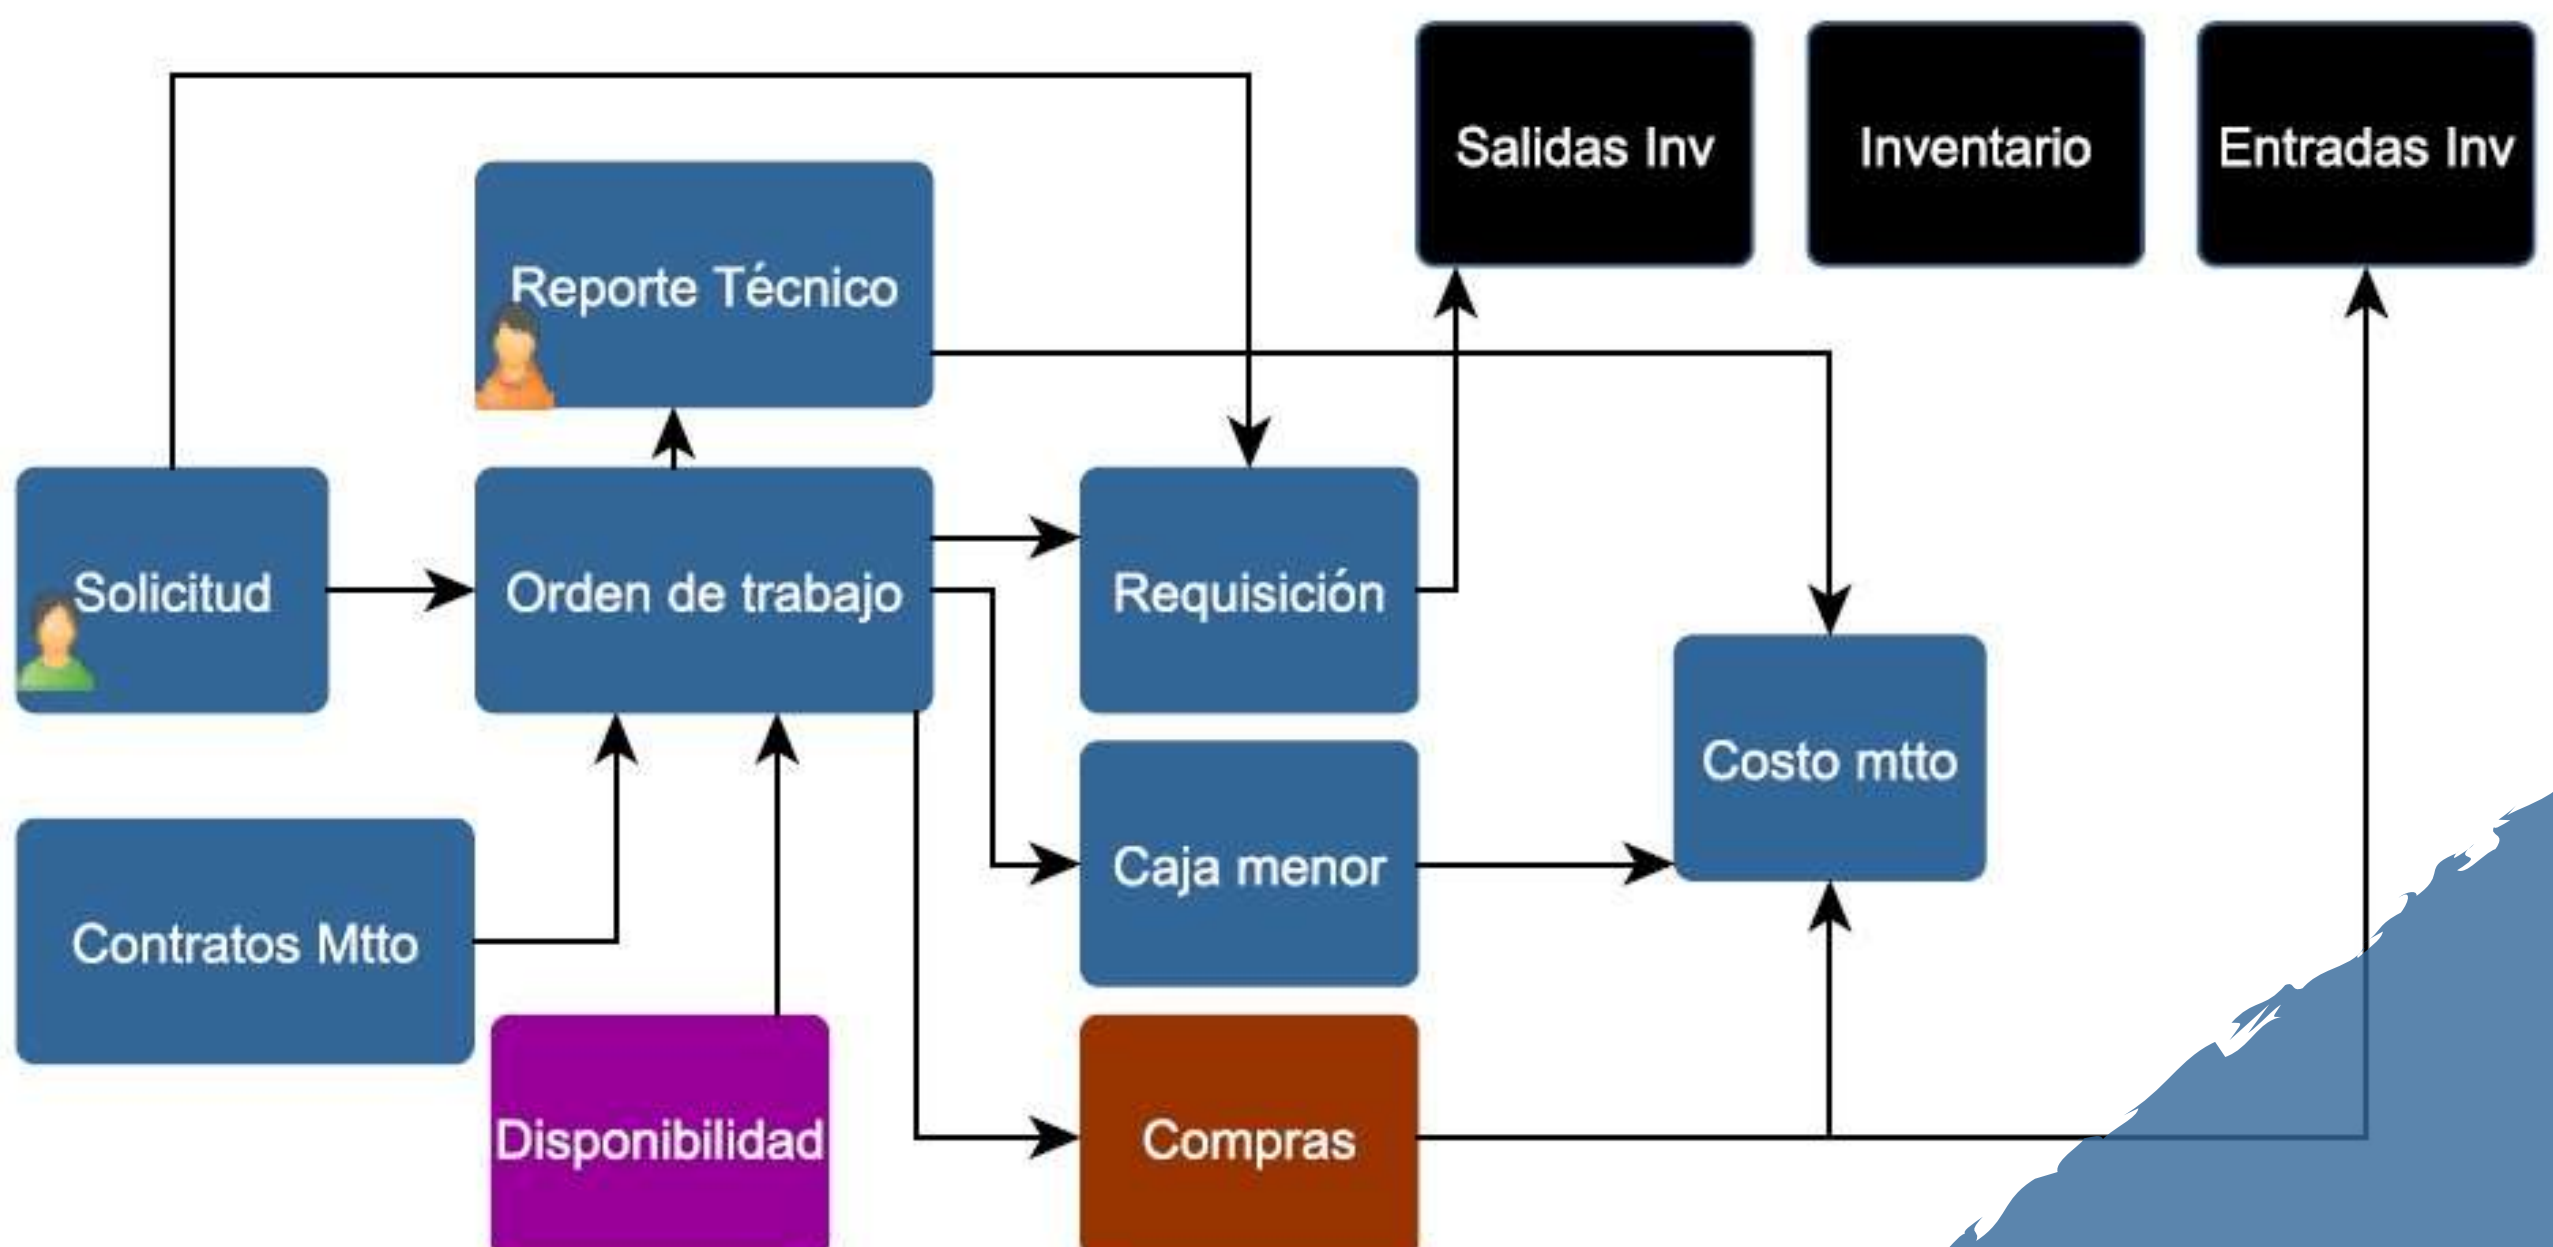 Salidas Inv
Inventario
Entradas Inv
Reporte Técnico
Solicitud
Orden de trabajo
Requisición
Costo mtto
Caja menor
Contratos Mtto
Disponibilidad
Compras